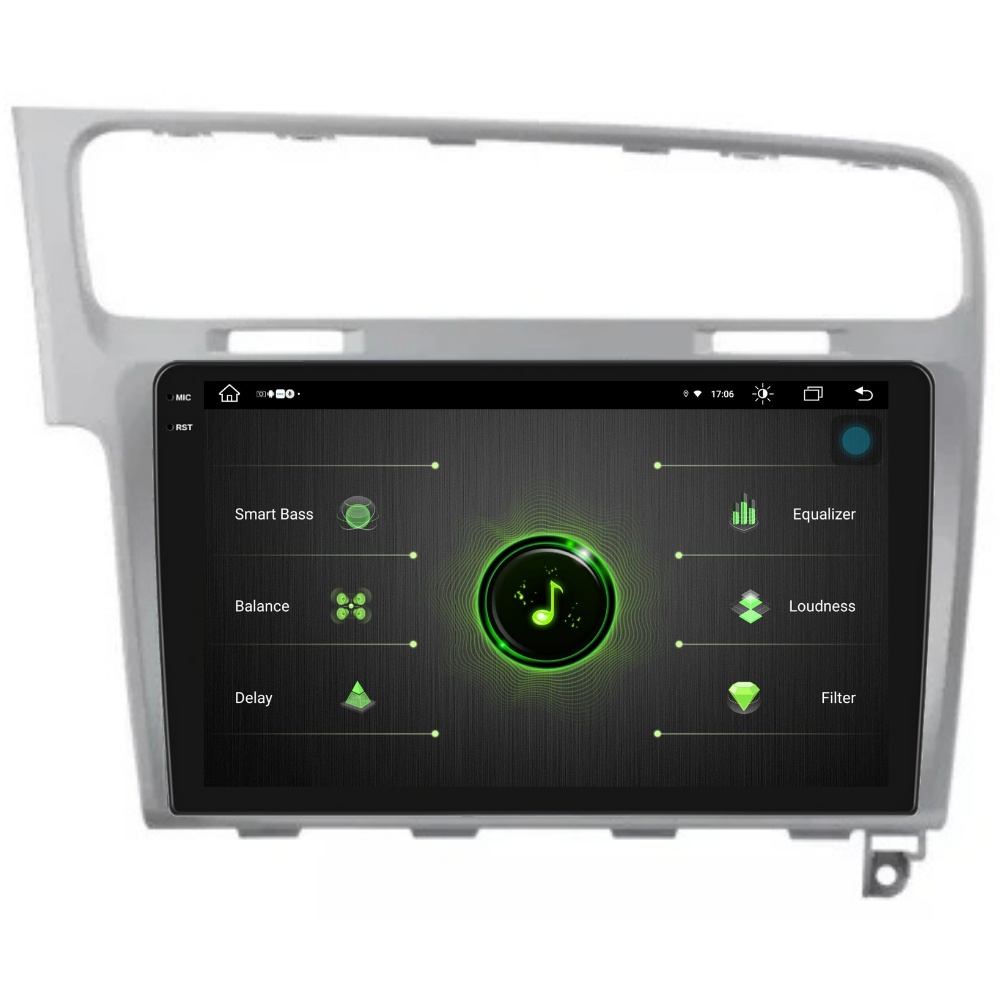 MIC
17:06
RST
Smart Bass
Equalizer
Balance
Loudness
Delay
Filter